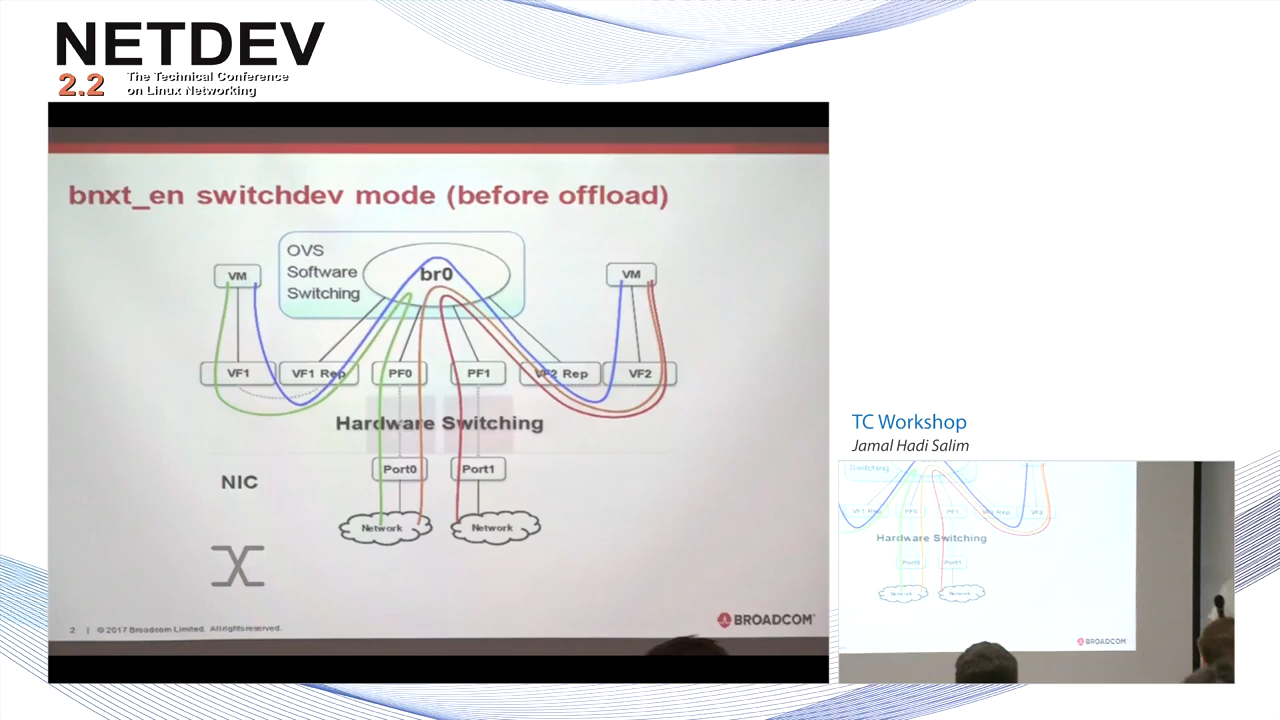 NETDEV
2.2 The Technical Conference
on Linux Networking
bnxt_en switchdev mode (before offload)
OVS
Software
Switching
br0
VM
VM
VF1
VF1 Rep
PF0
PF1
VF2 Rep
VF2
Hardware Switching
Port0
Port1
NIC
Network
Network
2 | © 2017 Broadcom Limited. All rights reserved.
BROADCOM
TC Workshop
Jamal Hadi Salim
Switching
VF1 Rep
PF0
PF1
VF2 Rep
VF2
Hardware Switching
Port0
Port1
Network
Network
BROADCOM